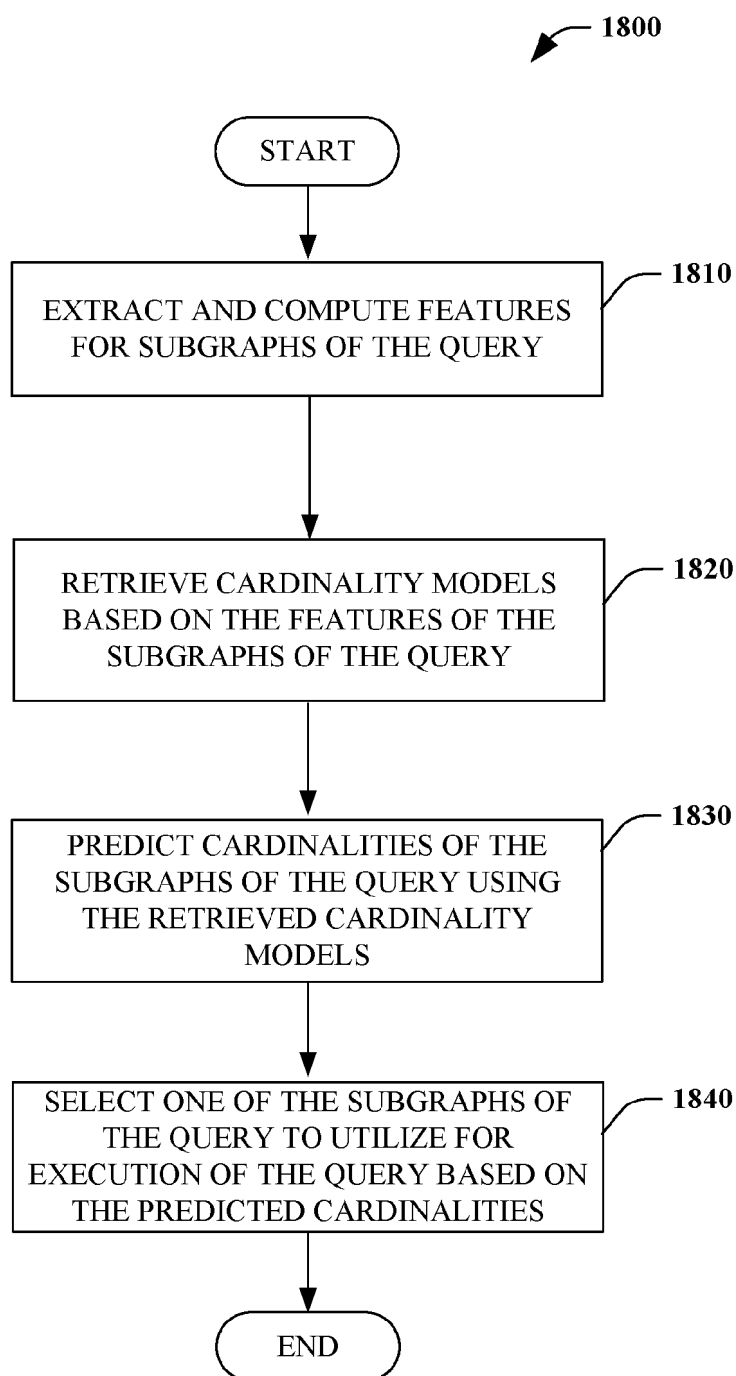 1800
START
1810
EXTRACT AND COMPUTE FEATURES
FOR SUBGRAPHS OF THE QUERY
1820
RETRIEVE CARDINALITY MODELS
BASED ON THE FEATURES OF THE
SUBGRAPHS OF THE QUERY
1830
PREDICT CARDINALITIES OF THE
SUBGRAPHS OF THE QUERY USING
THE RETRIEVED CARDINALITY
MODELS
1840
SELECT ONE OF THE SUBGRAPHS OF
THE QUERY TO UTILIZE FOR
EXECUTION OF THE QUERY BASED ON
THE PREDICTED CARDINALITIES
END